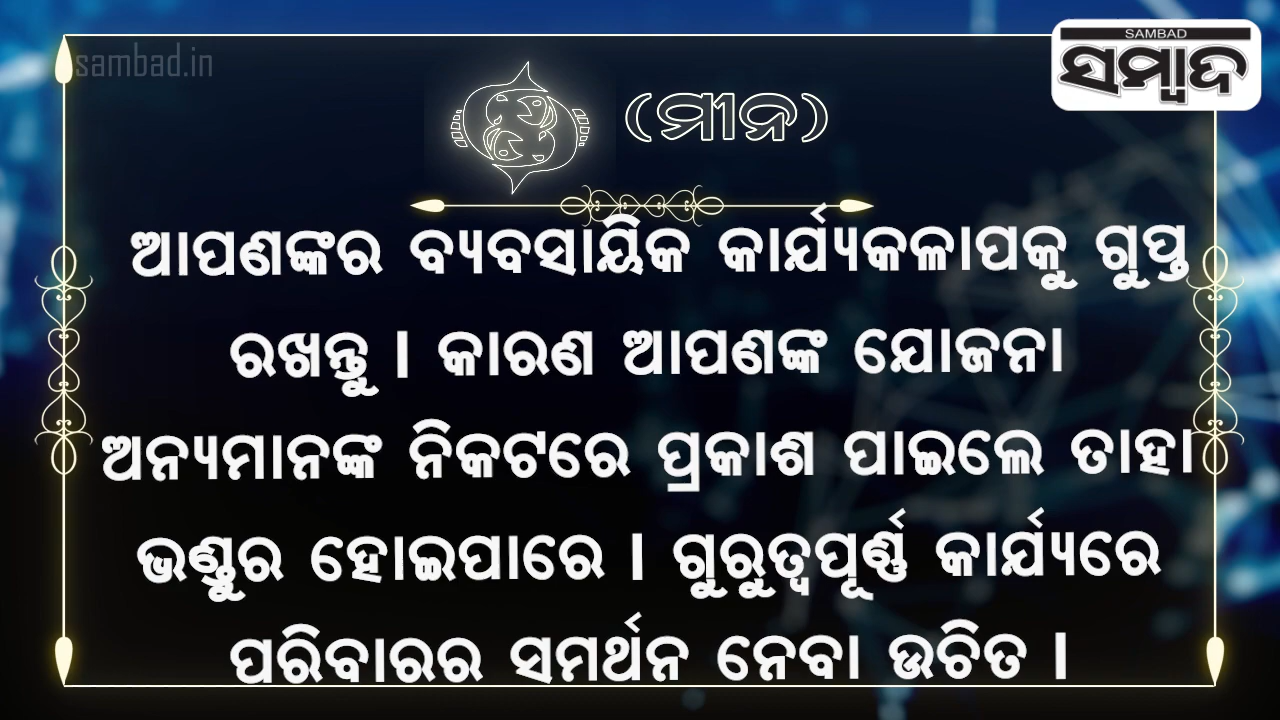 sambad.in
SAMBAD
ସମ୍ବାଦ
(ମୀନ)
ଆପଣଙ୍କର ବ୍ୟବସାୟିକ କାର୍ଯ୍ୟକଳାପକୁ ଗୁପ୍ତ
ରଖନ୍ତୁ । କାରଣ ଆପଣଙ୍କ ଯୋଜନା
ଅନ୍ୟମାନଙ୍କ ନିକଟରେ ପ୍ରକାଶ ପାଇଲେ ତାହା
ଭଣ୍ଡୁର ହୋଇପାରେ । ଗୁରୁତ୍ୱପୂର୍ଣ୍ଣ କାର୍ଯ୍ୟରେ
ପରିବାରର ସମର୍ଥନ ନେବା ଉଚିତ ।